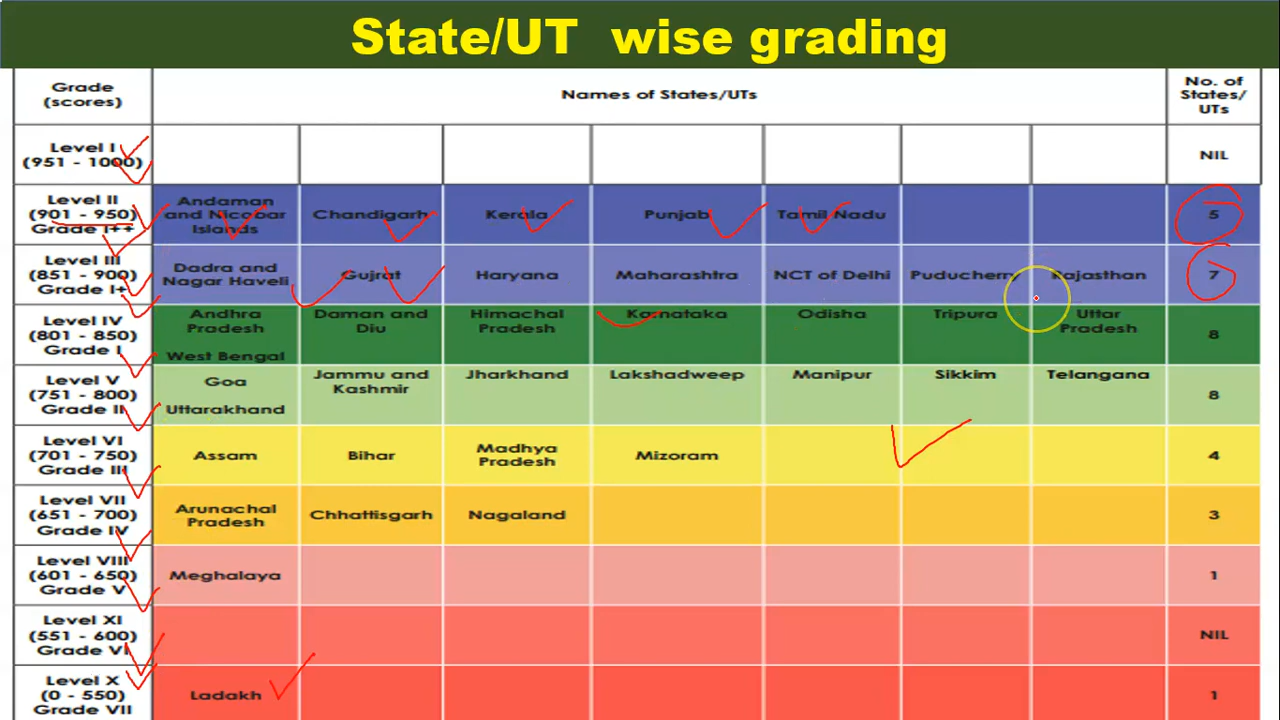 State/UT wise grading
Grade
(scores)
Names of States/UTs
No. of
States/
UTs
Level I
(951 - 1000)
NIL
Level II
(901 - 950)
Grade I++
Andaman
and Nicobar
Islands
Chandigarh
Kerala
Punjab
Tamil Nadu
5
Level III
(851 - 900)
Grade I+
Dadra and
Nagar Haveli
Gujrat
Haryana
Maharashtra
NCT of Delhi
Puducherry
Rajasthan
7
Level IV
(801 - 850)
Grade I
Andhra
Pradesh
West Bengal
Daman and
Diu
Himachal
Pradesh
Karnataka
Odisha
Tripura
Uttar
Pradesh
8
Level V
(751 - 800)
Grade II
Goa
Uttarakhand
Jammu and
Kashmir
Jharkhand
Lakshadweep
Manipur
Sikkim
Telangana
8
Level VI
(701 - 750)
Grade III
Assam
Bihar
Madhya
Pradesh
Mizoram
4
Level VII
(651 - 700)
Grade IV
Arunachal
Pradesh
Chhattisgarh
Nagaland
3
Level VIII
(601 - 650)
Grade V
Meghalaya
1
Level XI
(551 - 600)
Grade VI
NIL
Level X
(0 - 550)
Grade VII
Ladakh
1